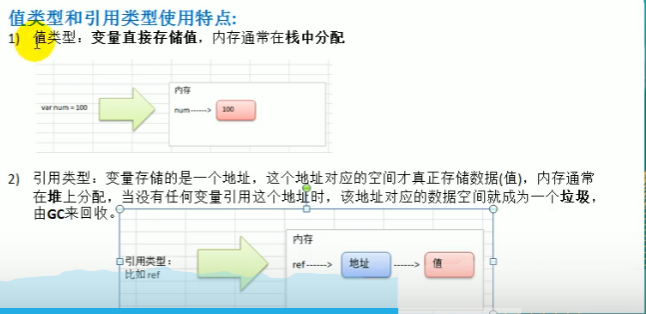 值类型和引用类型使用特点:
1) 值类型：变量直接存储值，内存通常在栈中分配
内存
var num = 100
num------>
100
2) 引用类型：变量存储的是一个地址，这个地址对应的空间才真正存储数据(值)，内存通常
在堆上分配，当没有任何变量引用这个地址时，该地址对应的数据空间就成为一个垃圾，
由GC来回收。
内存
引用类型：
比如 ref
ref------>
地址
------>
值